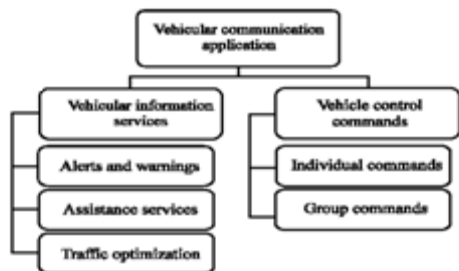 Vehicular communication
application
Vehicular information
services
Vehicle control
commands
Alerts and warnings
Individual commands
Assistance services
Group commands
Traffic optimization